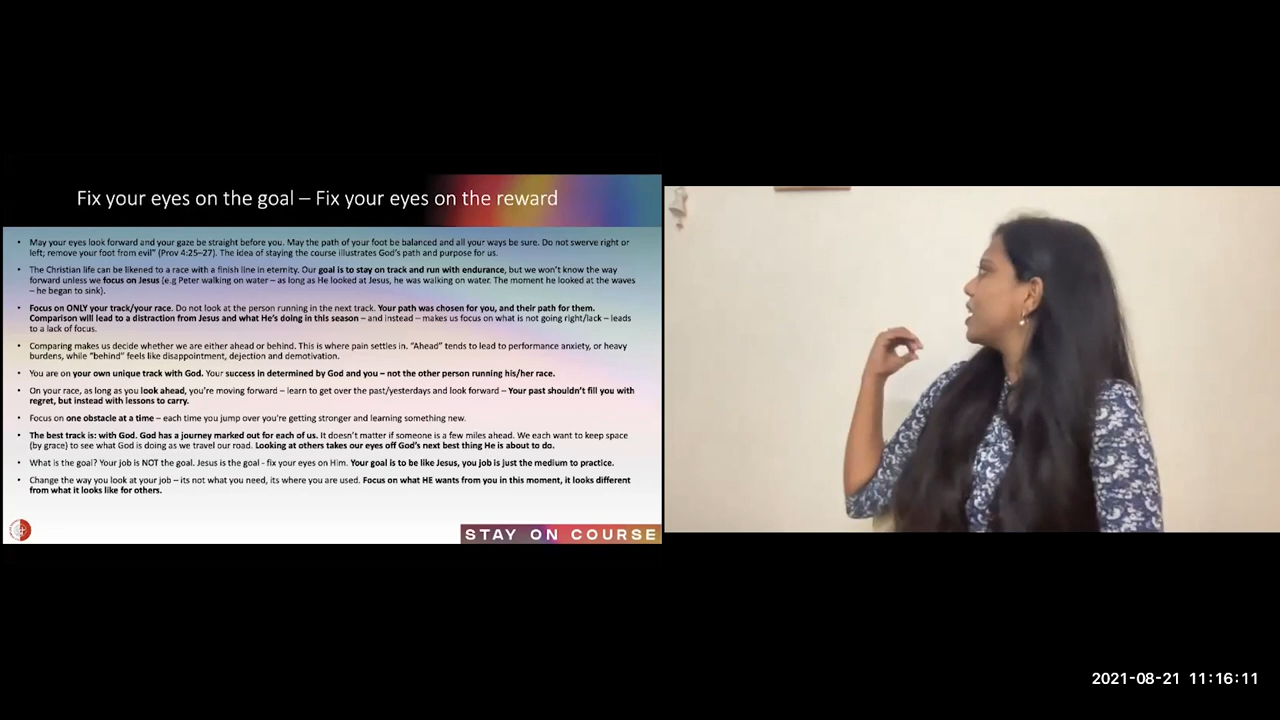 Fix your eyes on the goal – Fix your eyes on the reward
• May your eyes look forward and your gaze be straight before you. May the path of your foot be balanced and all your ways be sure. Do not swerve right or
left; remove your foot from evil" (Prov 4:25–27). The idea of staying the course illustrates God's path and purpose for us.
• The Christian life can be likened to a race with a finish line in eternity. Our goal is to stay on track and run with endurance, but we won't know the way
forward unless we focus on Jesus (e.g Peter walking on water – as long as He looked at Jesus, he was walking on water. The moment he looked at the waves
– he began to sink).
• Focus on ONLY your track/your race. Do not look at the person running in the next track. Your path was chosen for you, and their path for them.
Comparison will lead to a distraction from Jesus and what He's doing in this season – and instead – makes us focus on what is not going right/lack – leads
to a lack of focus.
• Comparing makes us decide whether we are either ahead or behind. This is where pain settles in. "Ahead" tends to lead to performance anxiety, or heavy
burdens, while "behind" feels like disappointment, dejection and demotivation.
• You are on your own unique track with God. Your success in determined by God and you – not the other person running his/her race.
• On your race, as long as you look ahead, you're moving forward – learn to get over the past/yesterdays and look forward – Your past shouldn't fill you with
regret, but instead with lessons to carry.
• Focus on one obstacle at a time – each time you jump over you're getting stronger and learning something new.
• The best track is: with God. God has a journey marked out for each of us. It doesn't matter if someone is a few miles ahead. We each want to keep space
(by grace) to see what God is doing as we travel our road. Looking at others takes our eyes off God's next best thing He is about to do.
• What is the goal? Your job is NOT the goal. Jesus is the goal - fix your eyes on Him. Your goal is to be like Jesus, you job is just the medium to practice.
• Change the way you look at your job – its not what you need, its where you are used. Focus on what HE wants from you in this moment, it looks different
from what it looks like for others.
STAY ON COURSE
2021-08-21 11:16:11